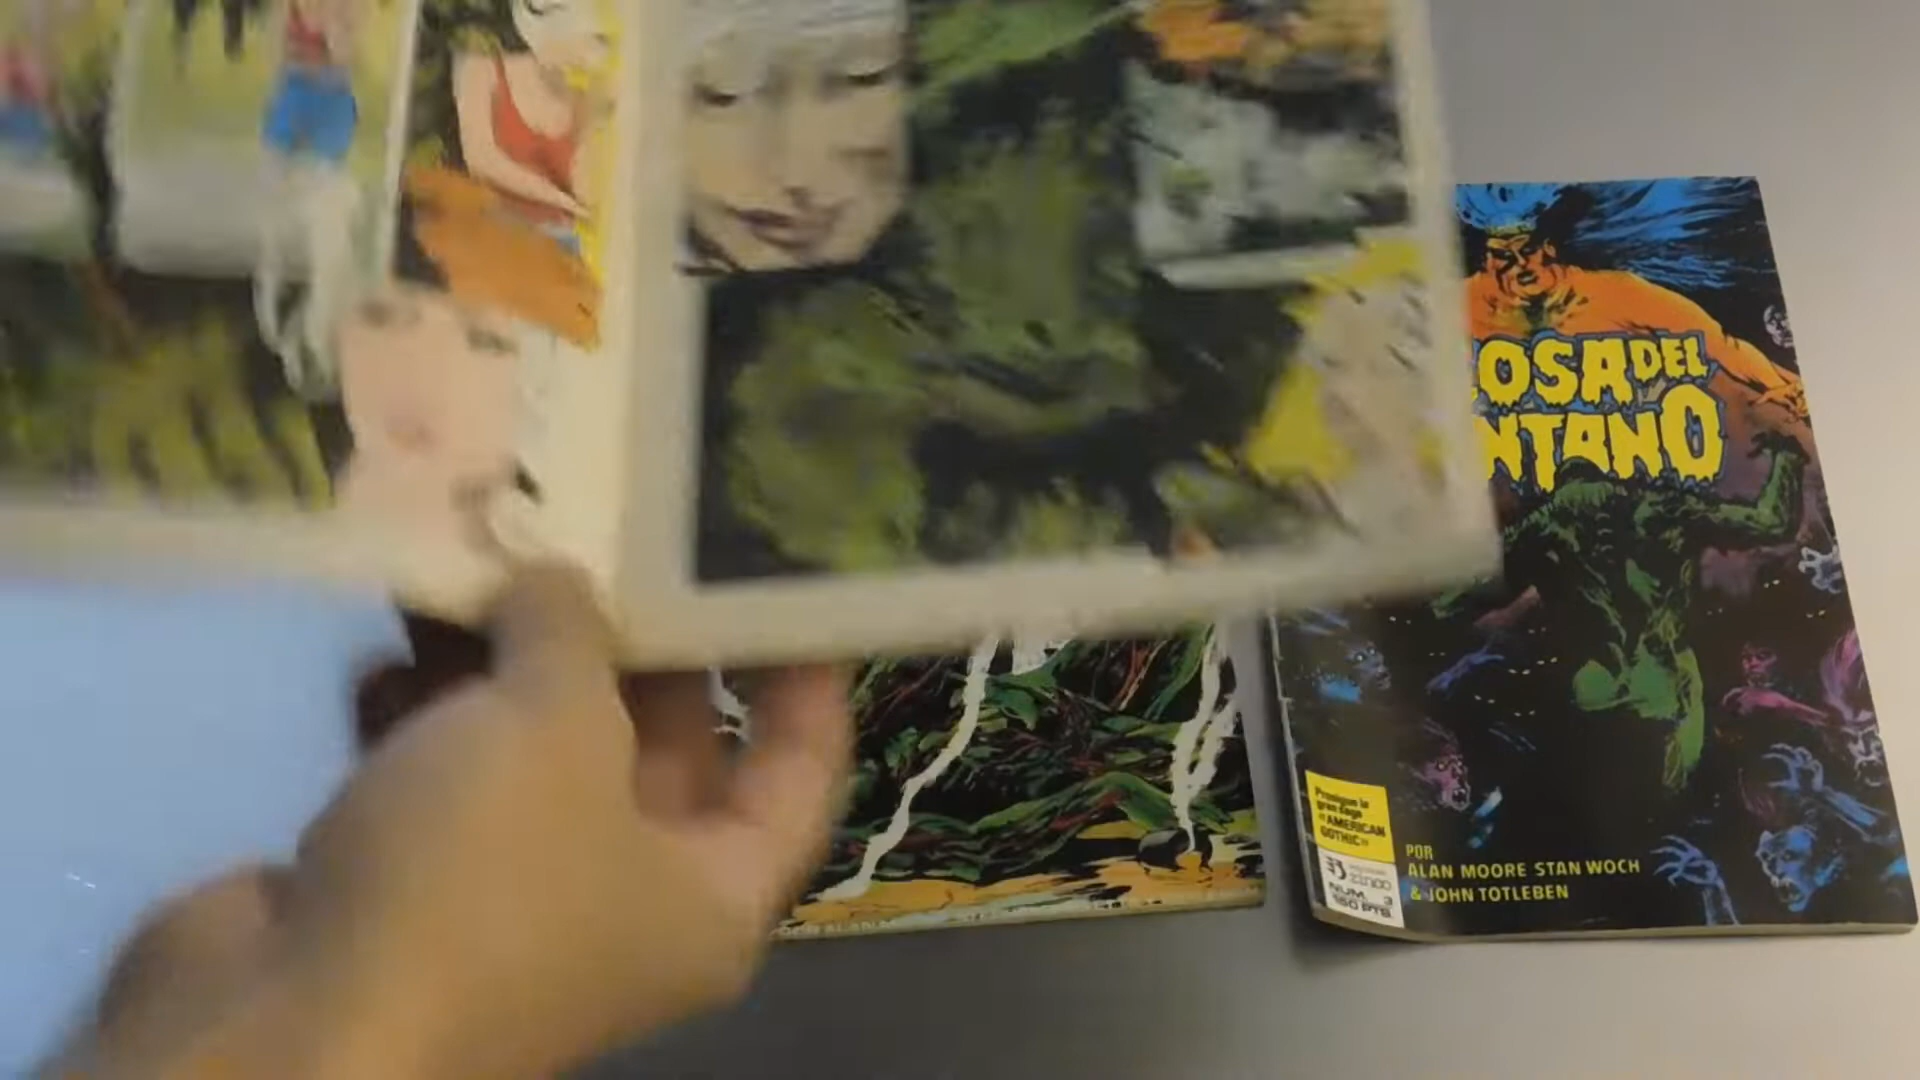 OSA DEL
NTANO
Prosigue la
gran saga
«AMERICAN
GOTHIC»
NUM. 3
150 PTS
POR
ALAN MOORE STAN WOCH
& JOHN TOTLEBEN